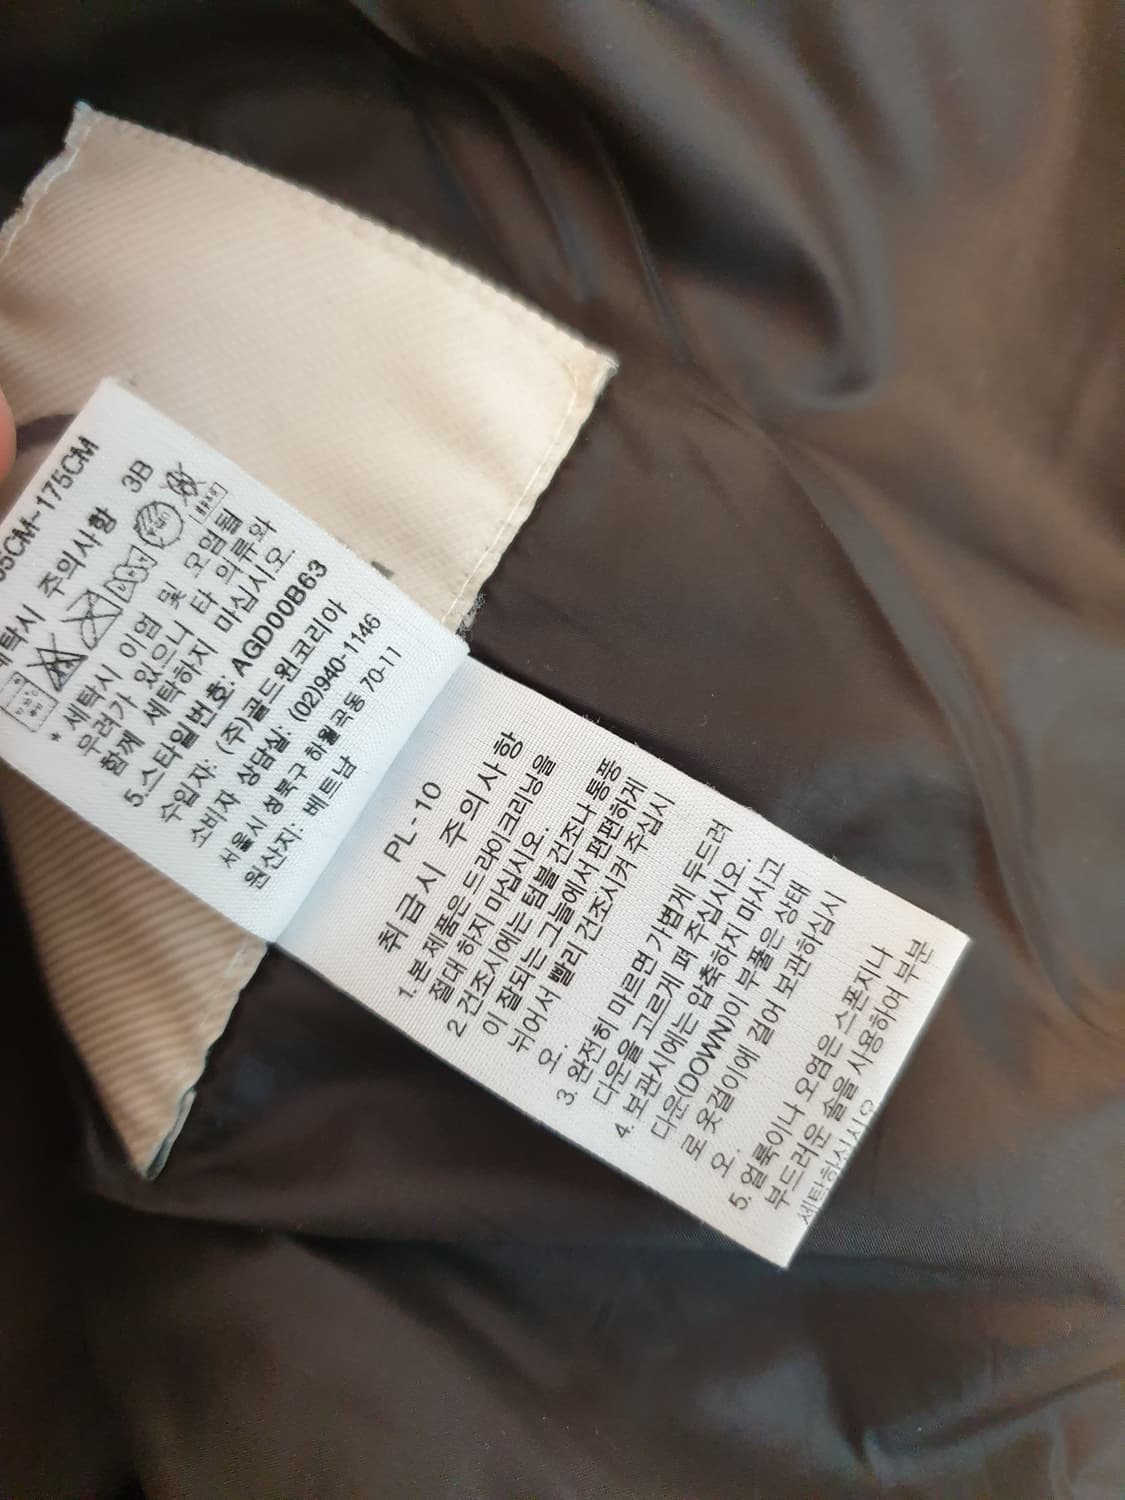 5CM~175CM
세탁시 주의사항
3B
* 세탁시 이염 및 오염될
우려가 있으니 타 의류와
함께 세탁하지 마십시오.
5.스타일번호: AGD00B63
수입자: (주)골드윈코리아
소비자 상담실: (02)940-1146
서울시 성북구 하월곡동 70-11
원산지: 베트남
PL-10
취급시 주의사항
1. 본 제품은 드라이크리닝을
절대 하지 마십시오.
2 건조시에는 텀블 건조나 통풍
이 잘되는 그늘에서 편편하게
뉘어서 빨리 건조시켜 주십시
오.
3. 완전히 마르면 가볍게 두드려
다운을 고르게 펴 주십시오.
4. 보관시에는 압축하지 마시고
다운(DOWN)이 부풀은 상태
로 옷걸이에 걸어 보관하십시
오.
5. 얼룩이나 오염은 스폰지나
부드러운 솔을 사용하여 부분
세탁하십시오